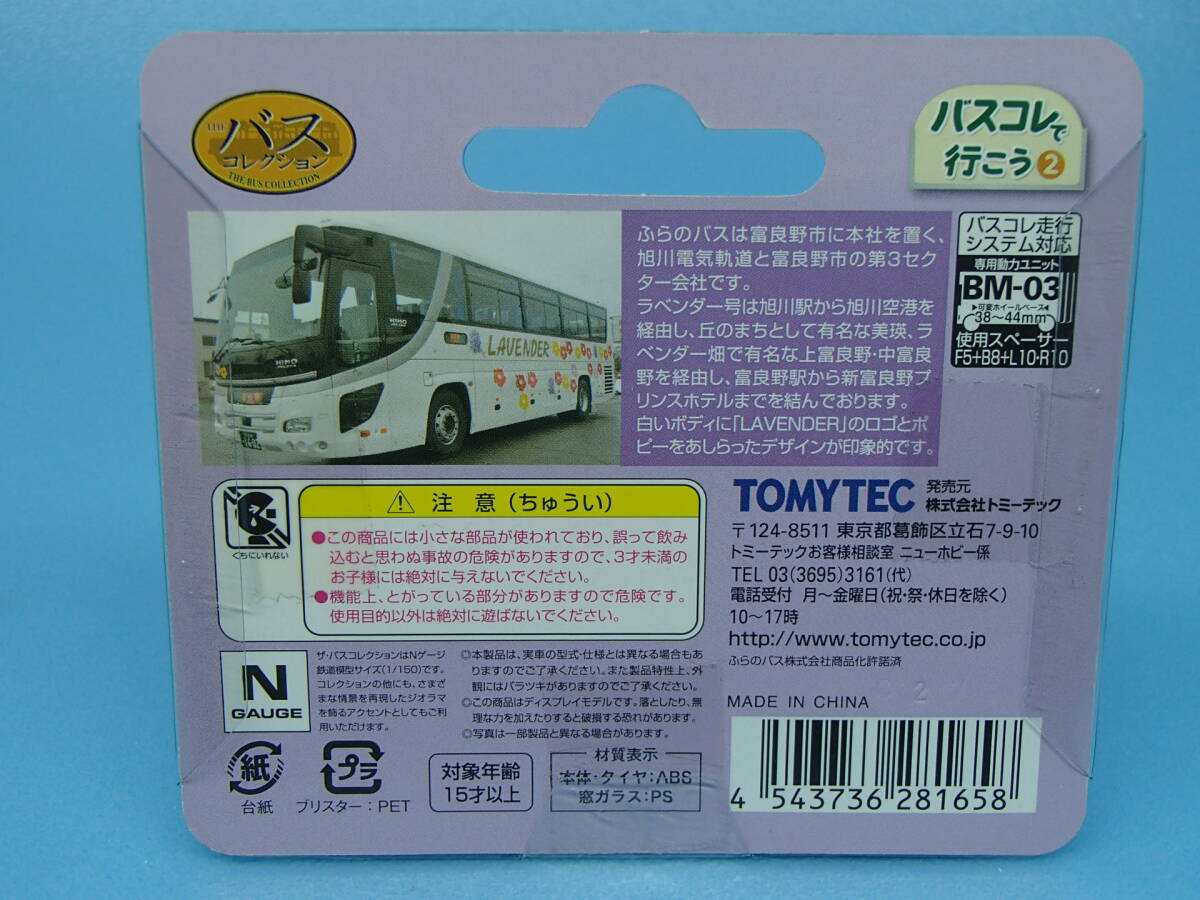 THE
バス
コレクション
THE BUS COLLECTION
バスコレで
行こう②
HINO
LAVENDER
ふらのバスは富良野市に本社を置く、
旭川電気軌道と富良野市の第3セク
ター会社です。
ラベンダー号は旭川駅から旭川空港を
経由し、丘のまちとして有名な美瑛、ラ
ベンダー畑で有名な上富良野・中富良
野を経由し、富良野駅から新富良野プ
リンスホテルまでを結んでおります。
白いボディに「LAVENDER」のロゴとポ
ピーをあしらったデザインが印象的です。
バスコレ走行
システム対応
専用動力ユニット
BM-03
▶可変ホイールベース◀
38〜44mm
使用スペーサー
F5+B8+L10・R10
くちにいれない
⚠ 注 意（ちゅうい）
●この商品には小さな部品が使われており、誤って飲み
込むと思わぬ事故の危険がありますので、3才未満の
お子様には絶対に与えないでください。
●機能上、とがっている部分がありますので危険です。
使用目的以外は絶対に遊ばないでください。
TOMYTEC 発売元
株式会社トミーテック
〒124-8511 東京都葛飾区立石7-9-10
トミーテックお客様相談室 ニューホビー係
TEL 03(3695)3161(代)
電話受付 月〜金曜日(祝・祭・休日を除く)
10〜17時
http://www.tomytec.co.jp
ふらのバス株式会社商品化許諾済
N
GAUGE
ザ・バスコレクションはNゲージ
鉄道模型サイズ(1/150)です。
コレクションの他にも、さまざ
まな情景を再現したジオラマ
を飾るアクセントとしてもご利
用いただけます。
◎本製品は、実車の型式・仕様とは異なる場合もあ
りますのでご了承ください。また製品特性上、外
観にはバラツキがありますのでご了承ください。
◎この商品はディスプレイモデルです。落としたり、無
理な力を加えたりすると破損する恐れがあります。
◎写真は一部製品と異なる場合があります。
MADE IN CHINA
2
紙
台紙
プラ
ブリスター：PET
対象年齢
15才以上
材質表示
本体・タイヤ：ABS
窓ガラス：PS
4 543736 281658